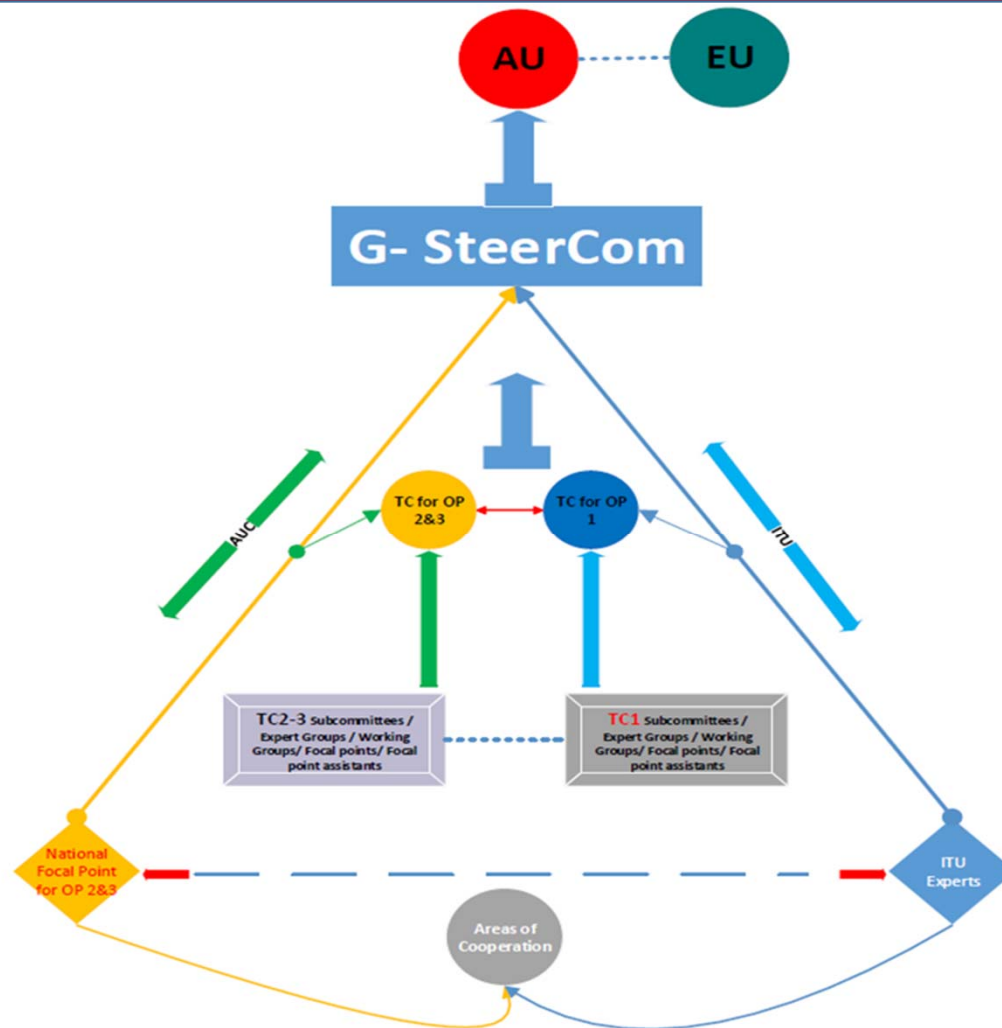 AU
EU
G- SteerCom
AUC
ITU
TC for OP
2&3
TC for OP
1
TC2-3 Subcommittees /
Expert Groups / Working
Groups/ Focal points/ Focal
point assistants
TC1 Subcommittees /
Expert Groups / Working
Groups/ Focal points/ Focal
point assistants
National
Focal Point
for OP 2&3
ITU
Experts
Areas of
Cooperation